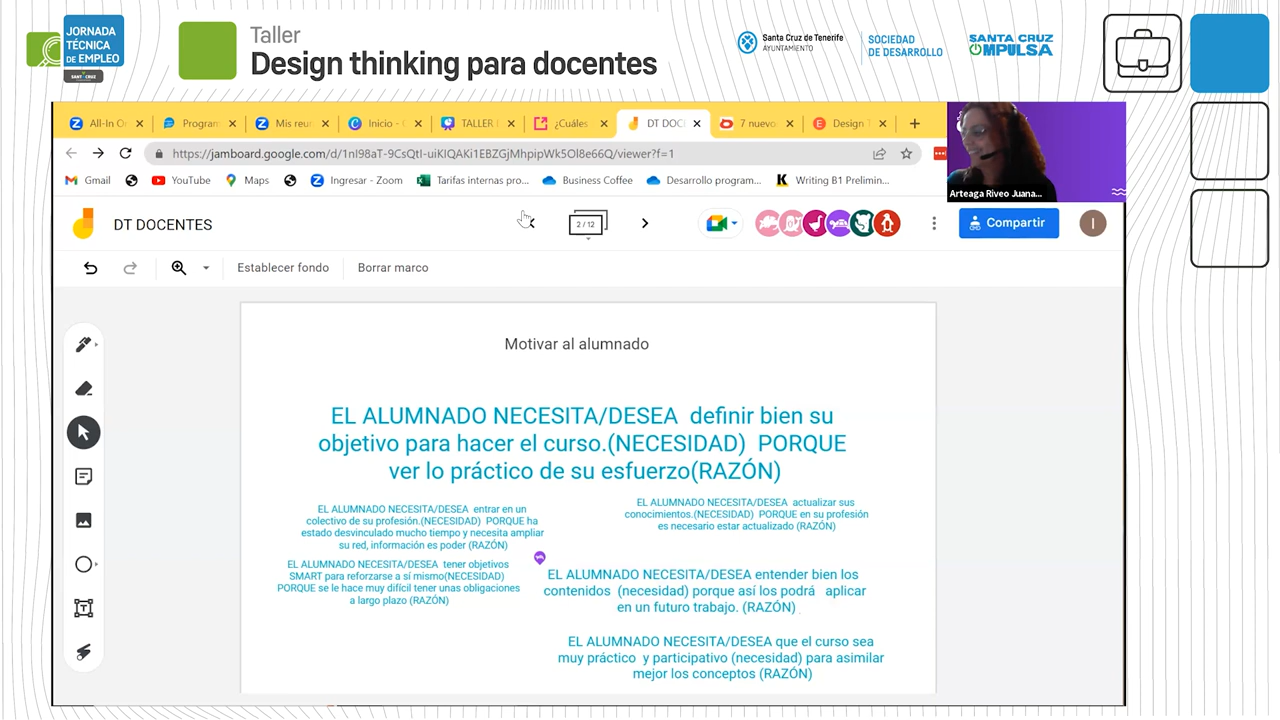 JORNADA
TÉCNICA
DE EMPLEO
Taller
Design thinking para docentes
Santa Cruz de Tenerife
AYUNTAMIENTO
SOCIEDAD
DE DESARROLLO
SANTA CRUZ
MPULSA
All-In O
Program
Mis reu
Inicio -
TALLER
¿Cuáles
DT DOC
7 nuevo
Design T
https://jamboard.google.com/d/1nI98aT-9CsQtI-uiKIQAKi1EBZGjMhpipWk5Ol8e66Q/viewer?f=1
Gmail
YouTube
Maps
Ingresar - Zoom
Tarifas internas pro...
Business Coffee
Desarrollo program...
Writing B1 Prelimin...
Arteaga Riveo Juana...
DT DOCENTES
2 / 12
Compartir
I
Establecer fondo
Borrar marco
Motivar al alumnado
EL ALUMNADO NECESITA/DESEA definir bien su
objetivo para hacer el curso.(NECESIDAD) PORQUE
ver lo práctico de su esfuerzo(RAZÓN)
EL ALUMNADO NECESITA/DESEA entrar en un
colectivo de su profesión.(NECESIDAD) PORQUE ha
estado desvinculado mucho tiempo y necesita ampliar
su red, información es poder (RAZÓN)
EL ALUMNADO NECESITA/DESEA actualizar sus
conocimientos.(NECESIDAD) PORQUE en su profesión
es necesario estar actualizado (RAZÓN)
EL ALUMNADO NECESITA/DESEA tener objetivos
SMART para reforzarse a sí mismo(NECESIDAD)
PORQUE se le hace muy difícil tener unas obligaciones
a largo plazo (RAZÓN)
EL ALUMNADO NECESITA/DESEA entender bien los
contenidos (necesidad) porque así los podrá aplicar
en un futuro trabajo. (RAZÓN)
EL ALUMNADO NECESITA/DESEA que el curso sea
muy práctico y participativo (necesidad) para asimilar
mejor los conceptos (RAZÓN)